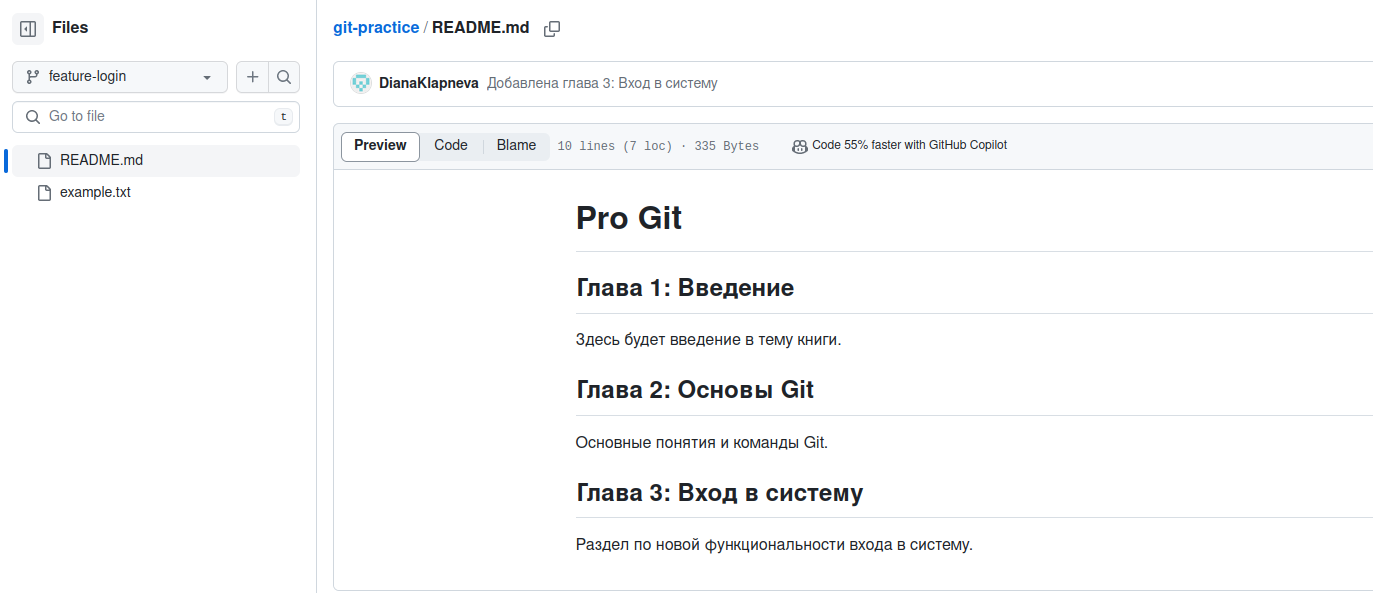 Files
feature-login
Go to file
t
README.md
example.txt
git-practice / README.md
DianaKlapneva Добавлена глава 3: Вход в систему
Preview Code Blame 10 lines (7 loc) · 335 Bytes Code 55% faster with GitHub Copilot
Pro Git
Глава 1: Введение
Здесь будет введение в тему книги.
Глава 2: Основы Git
Основные понятия и команды Git.
Глава 3: Вход в систему
Раздел по новой функциональности входа в систему.